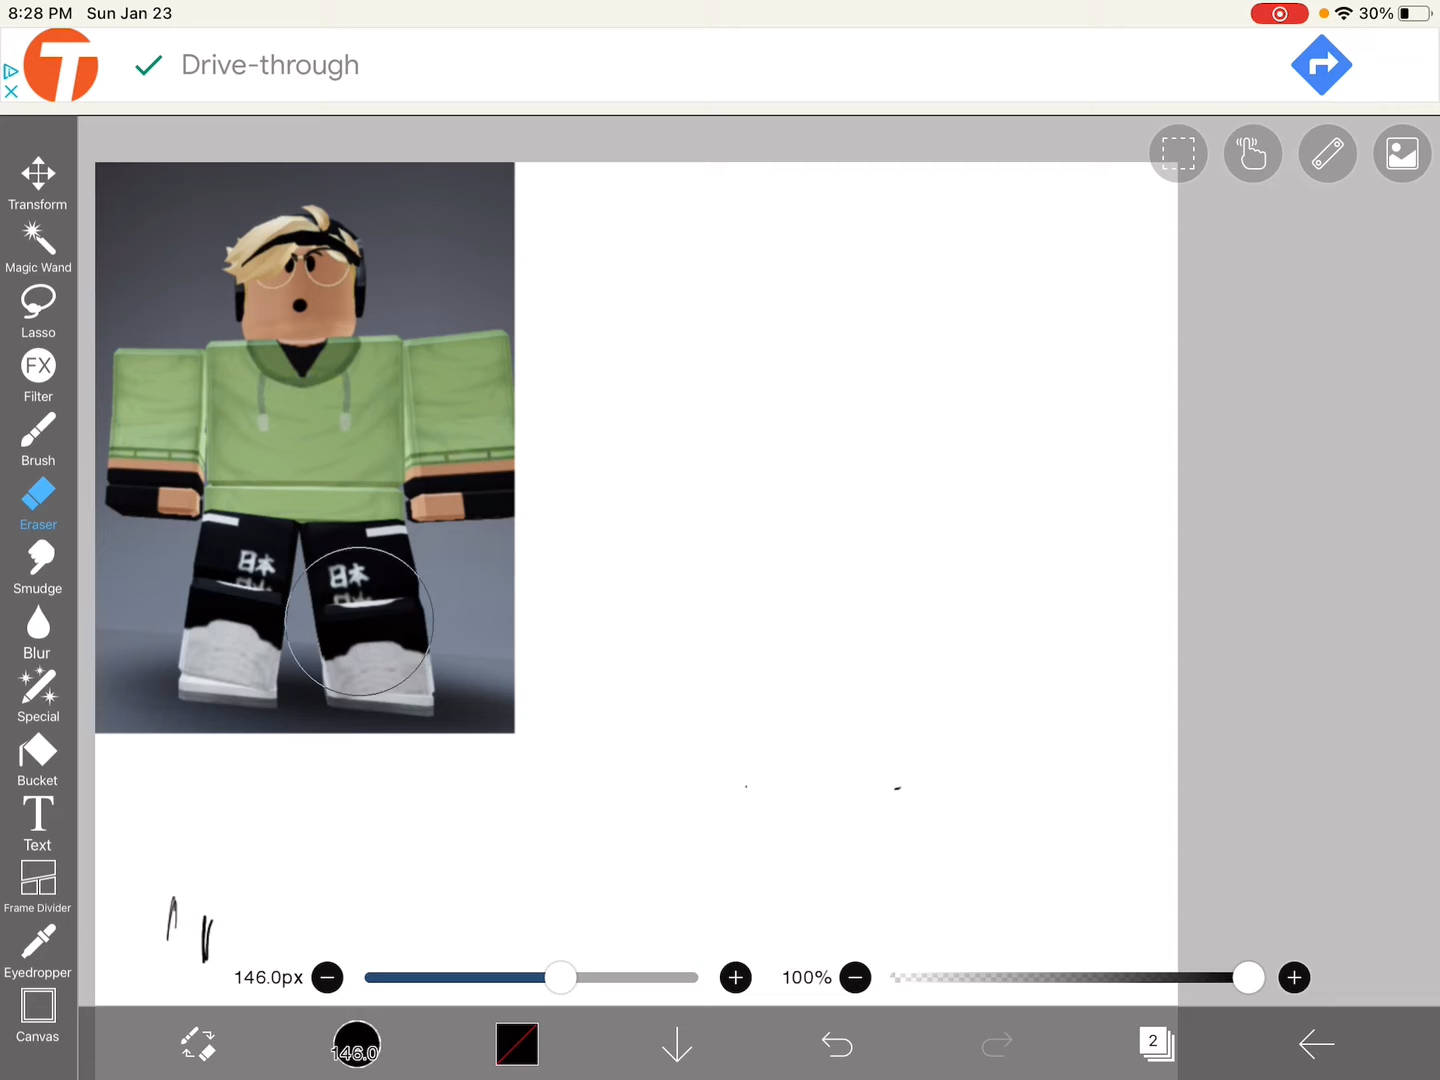 8:28 PM Sun Jan 23
30%
T
Drive-through
Transform
Magic Wand
Lasso
FX
Filter
Brush
Eraser
Smudge
Blur
Special
Bucket
T
Text
Frame Divider
Eyedropper
Canvas
日本
日本
146.0px
100%
146.0
2